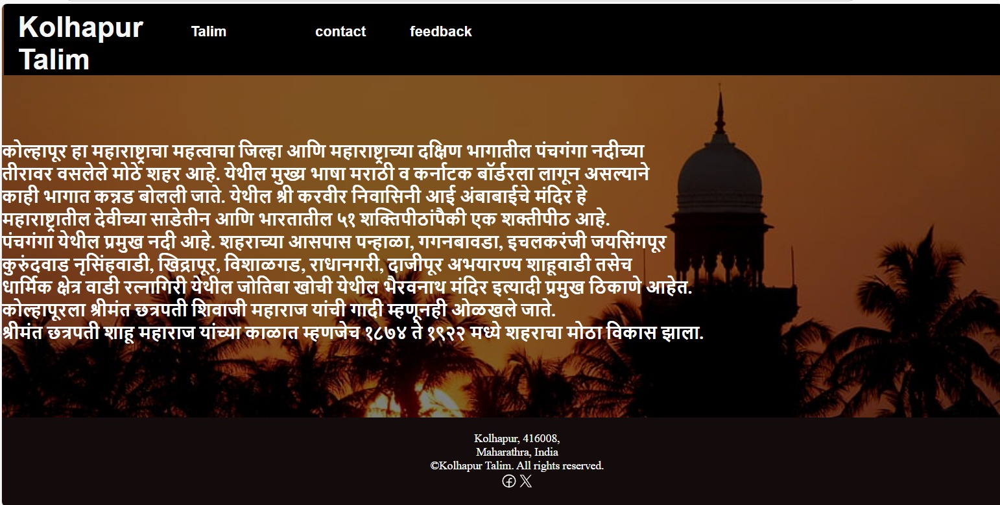 Kolhapur
Talim
Talim contact feedback
कोल्हापूर हा महाराष्ट्राचा महत्वाचा जिल्हा आणि महाराष्ट्राच्या दक्षिण भागातील पंचगंगा नदीच्या
तीरावर वसलेले मोठे शहर आहे. येथील मुख्य भाषा मराठी व कर्नाटक बॉर्डरला लागून असल्याने
काही भागात कन्नड बोलली जाते. येथील श्री करवीर निवासिनी आई अंबाबाईचे मंदिर हे
महाराष्ट्रातील देवीच्या साडेतीन आणि भारतातील ५१ शक्तिपीठांपैकी एक शक्तीपीठ आहे.
पंचगंगा येथील प्रमुख नदी आहे. शहराच्या आसपास पन्हाळा, गगनबावडा, इचलकरंजी जयसिंगपूर
कुरुंदवाड नृसिंहवाडी, खिद्रापूर, विशाळगड, राधानगरी, दाजीपूर अभयारण्य शाहूवाडी तसेच
धार्मिक क्षेत्र वाडी रत्नागिरी येथील जोतिबा खोची येथील भैरवनाथ मंदिर इत्यादी प्रमुख ठिकाणे आहेत.
कोल्हापूरला श्रीमंत छत्रपती शिवाजी महाराज यांची गादी म्हणूनही ओळखले जाते.
श्रीमंत छत्रपती शाहू महाराज यांच्या काळात म्हणजेच १८७४ ते १९२२ मध्ये शहराचा मोठा विकास झाला.
Kolhapur, 416008,
Maharathra, India
©Kolhapur Talim. All rights reserved.